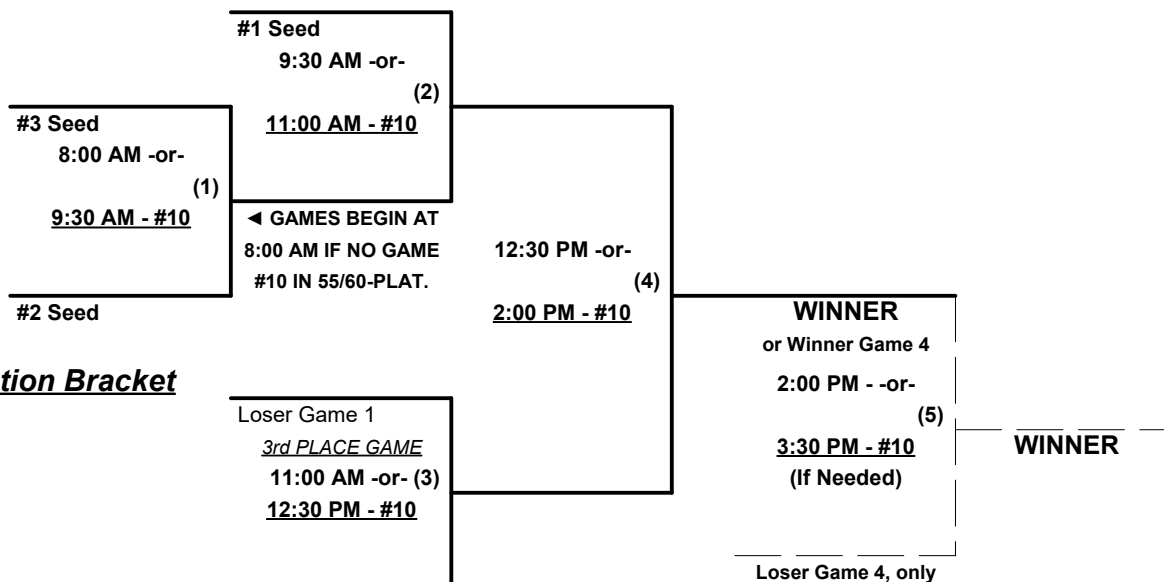 #1 Seed
9:30 AM -or-
(2)
11:00 AM - #10
#3 Seed
8:00 AM -or-
(1)
9:30 AM - #10
#2 Seed
◄ GAMES BEGIN AT
8:00 AM IF NO GAME
#10 IN 55/60-PLAT.
12:30 PM -or-
(4)
2:00 PM - #10
WINNER
or Winner Game 4
2:00 PM - -or-
(5)
3:30 PM - #10
(If Needed)
WINNER
Loser Game 4, only
tion Bracket
Loser Game 1
3rd PLACE GAME
11:00 AM -or- (3)
12:30 PM - #10